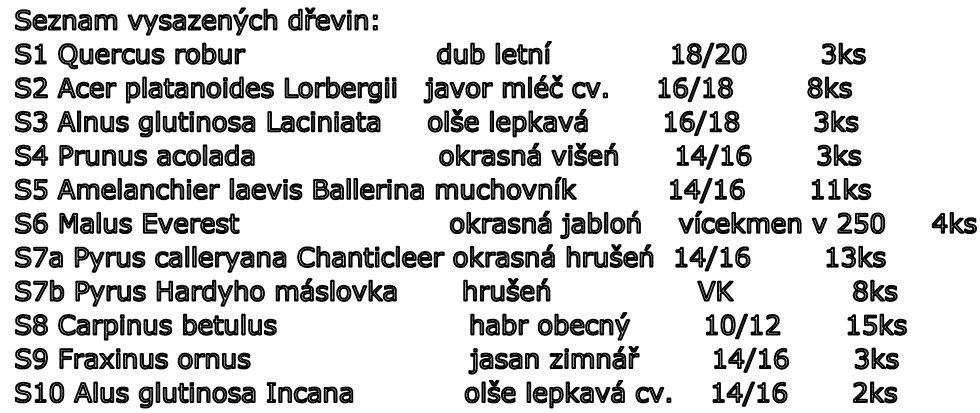 Seznam vysazených dřevin:
S1 Quercus robur dub letní 18/20 3ks
S2 Acer platanoides Lorbergii javor mléč cv. 16/18 8ks
S3 Alnus glutinosa Laciniata olše lepkavá 16/18 3ks
S4 Prunus acolada okrasná višeń 14/16 3ks
S5 Amelanchier laevis Ballerina muchovník 14/16 11ks
S6 Malus Everest okrasná jabloń vícekmen v 250 4ks
S7a Pyrus calleryana Chanticleer okrasná hrušeń 14/16 13ks
S7b Pyrus Hardyho máslovka hrušeń VK 8ks
S8 Carpinus betulus habr obecný 10/12 15ks
S9 Fraxinus ornus jasan zimnář 14/16 3ks
S10 Alus glutinosa Incana olše lepkavá cv. 14/16 2ks